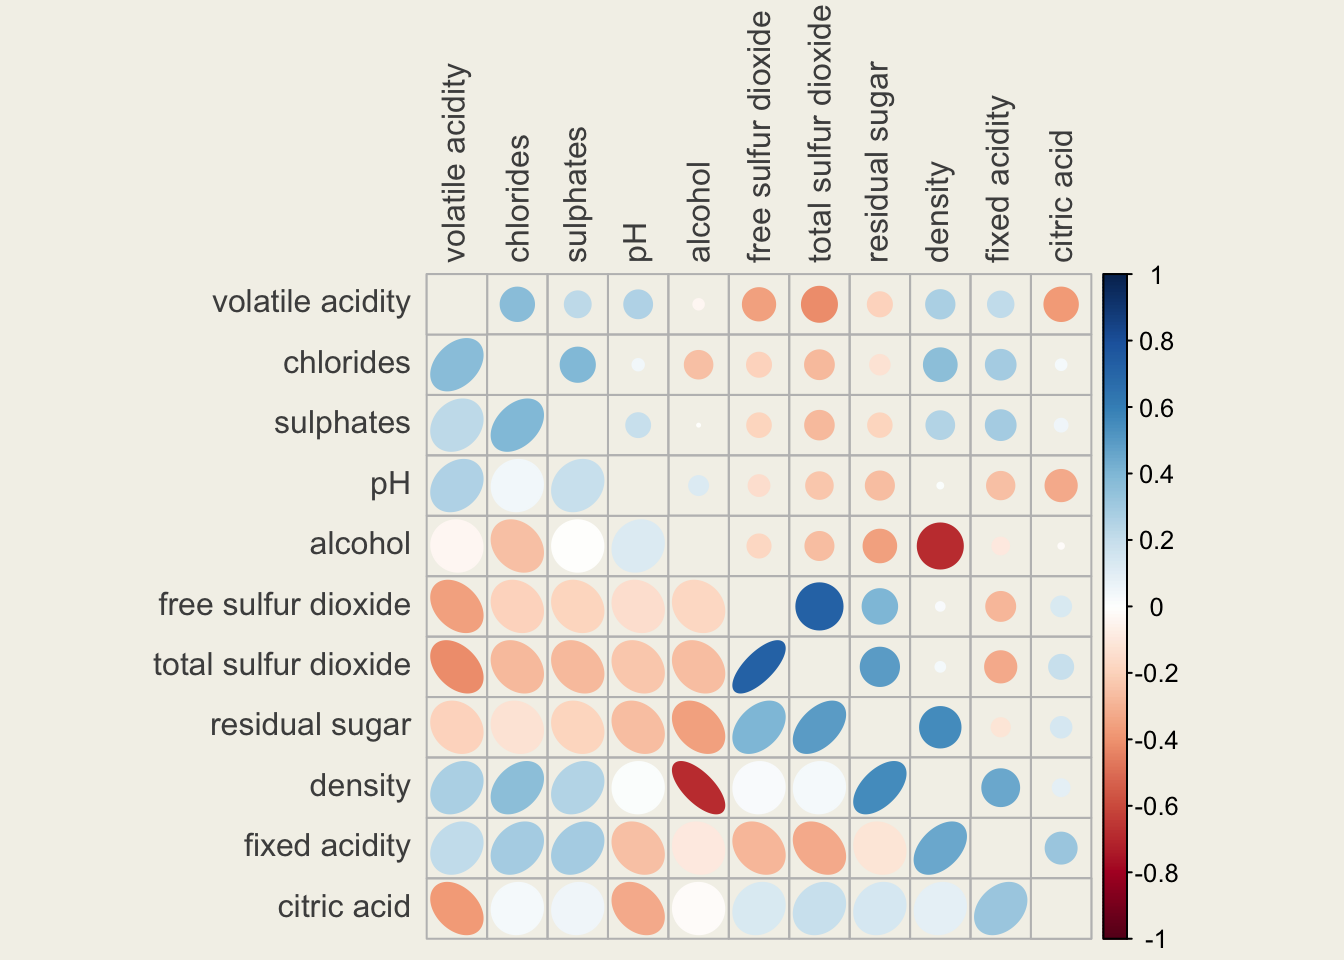 volatile acidity
chlorides
sulphates
pH
alcohol
free sulfur dioxide
total sulfur dioxide
residual sugar
density
fixed acidity
citric acid
volatile acidity
chlorides
sulphates
pH
alcohol
free sulfur dioxide
total sulfur dioxide
residual sugar
density
fixed acidity
citric acid
1
0.8
0.6
0.4
0.2
0
-0.2
-0.4
-0.6
-0.8
-1